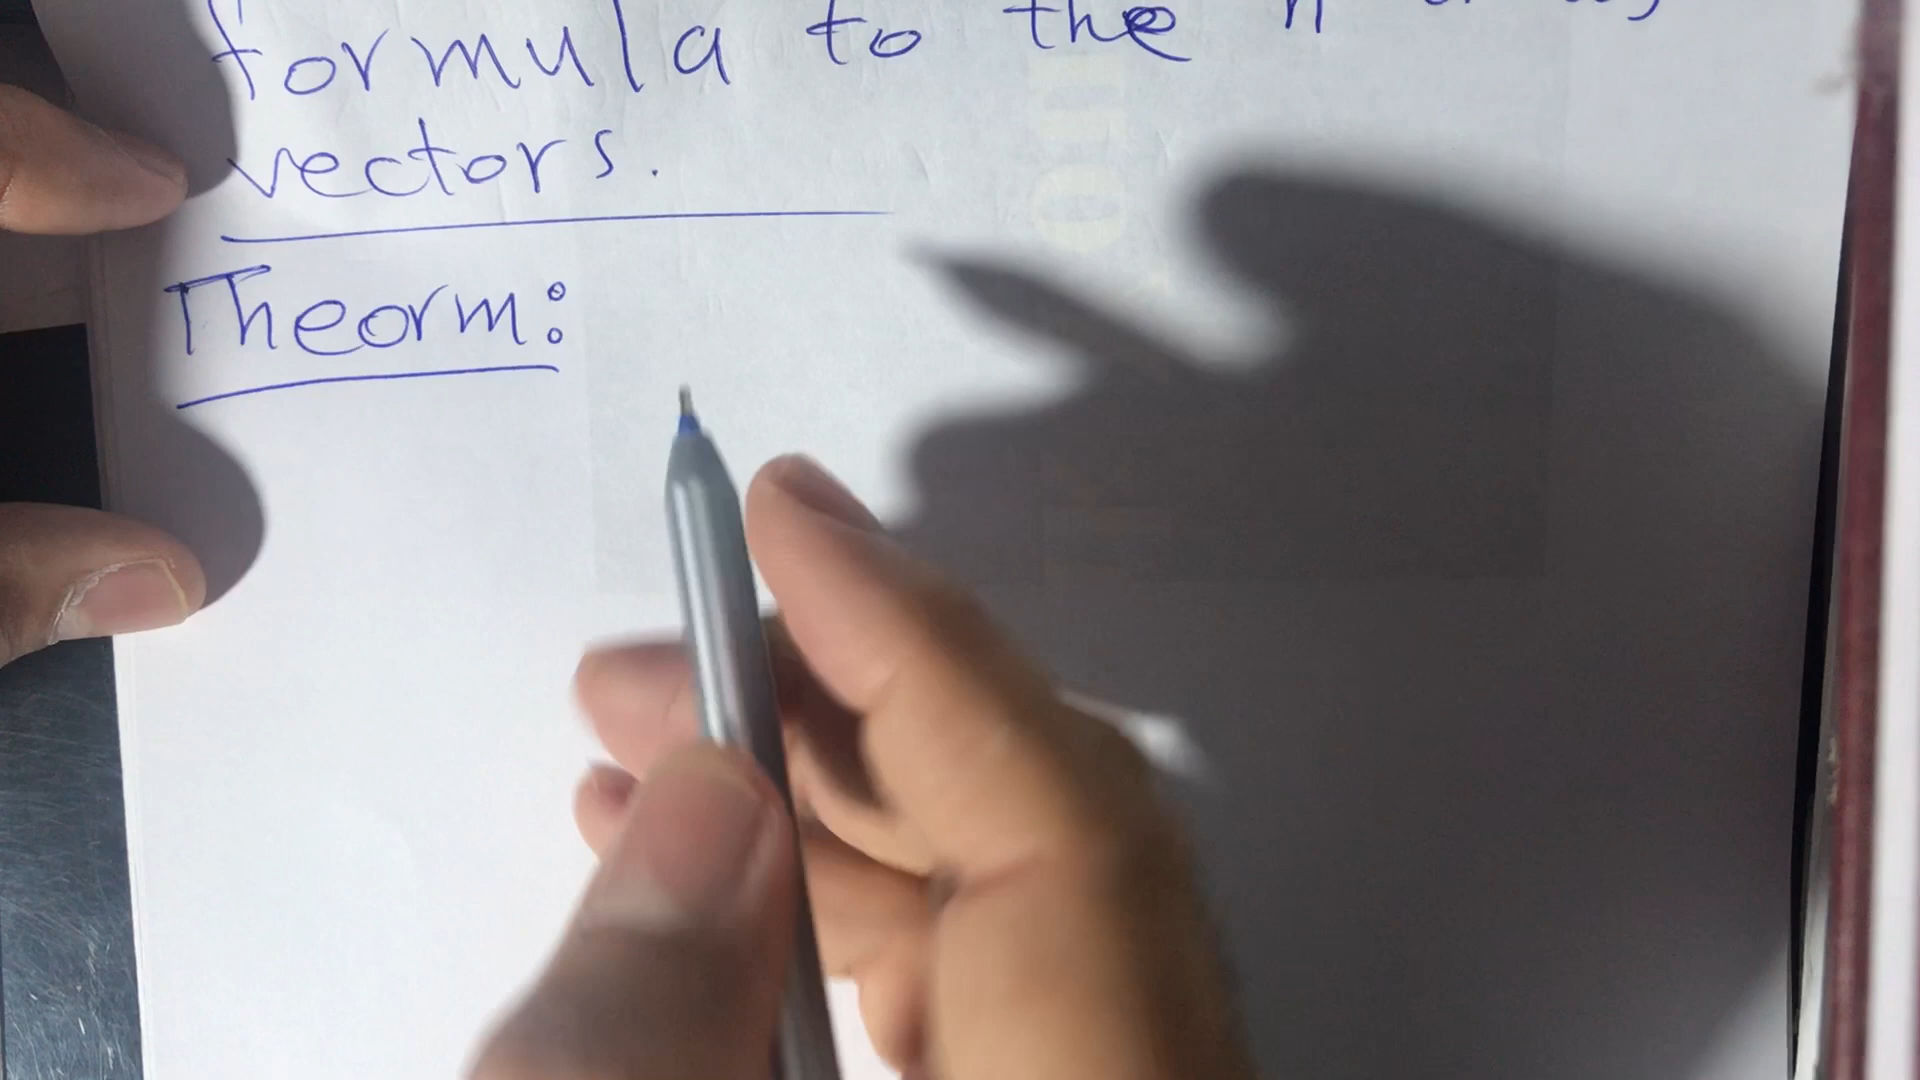 formula to the n
vectors.
Theorm: